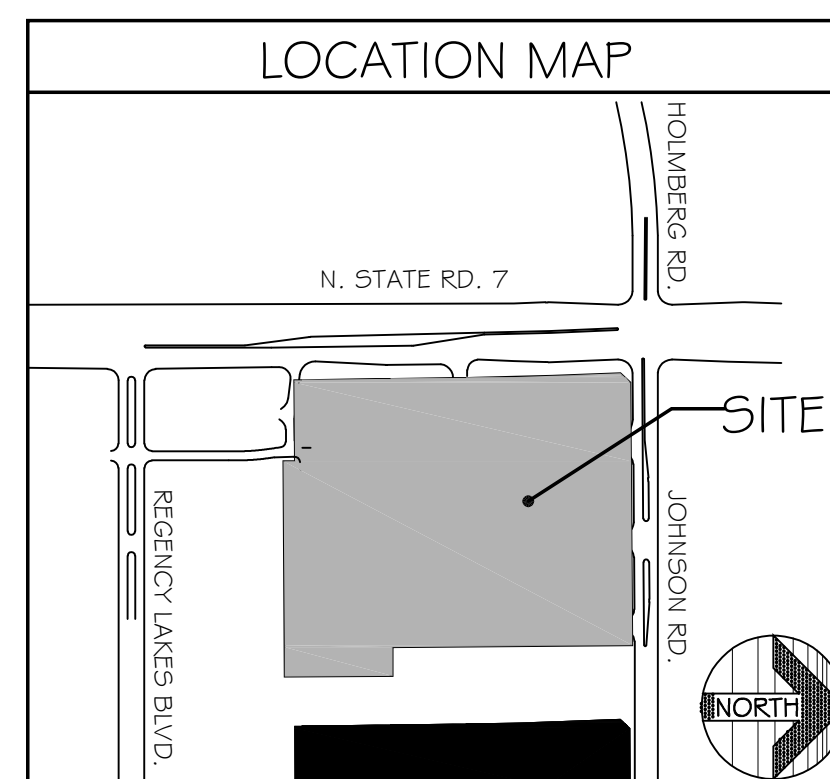 LOCATION MAP
HOLMBERG RD.
N. STATE RD. 7
SITE
REGENCY LAKES BLVD.
JOHNSON RD.
NORTH